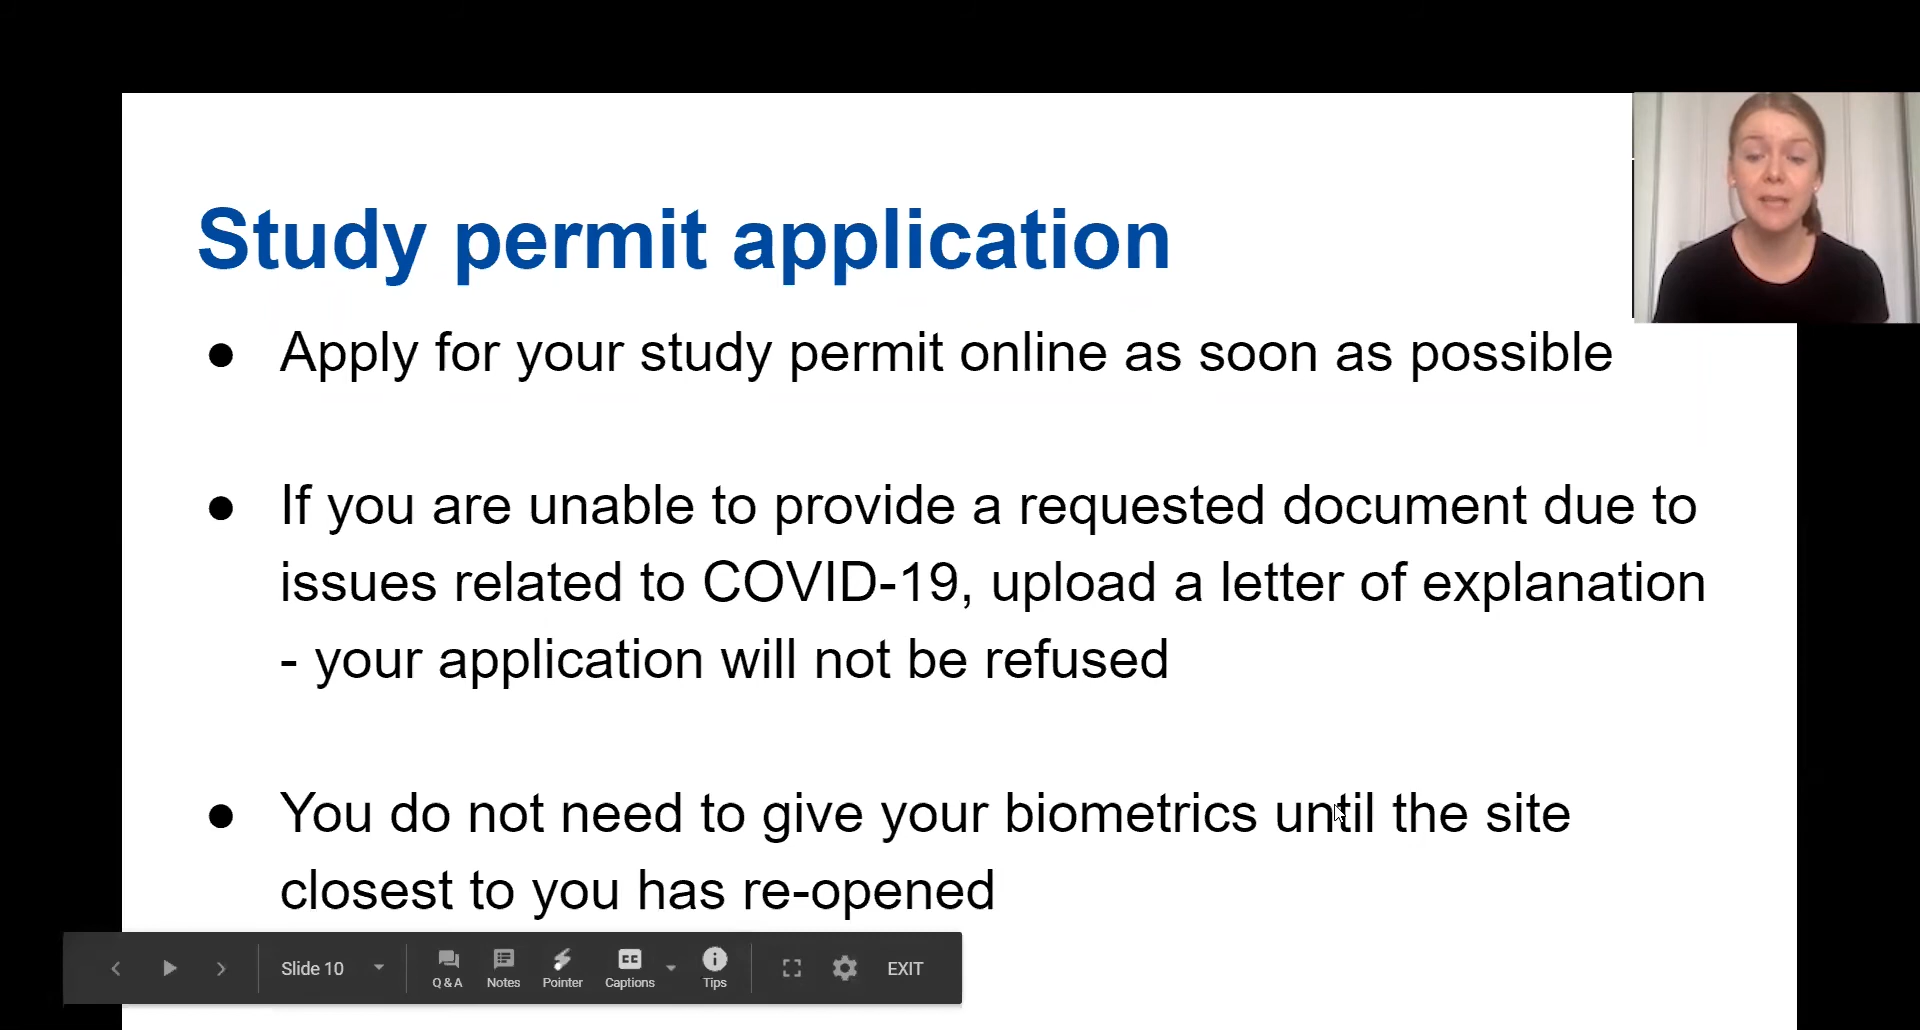 Study permit application
● Apply for your study permit online as soon as possible
● If you are unable to provide a requested document due to
issues related to COVID-19, upload a letter of explanation
- your application will not be refused
● You do not need to give your biometrics until the site
closest to you has re-opened
Slide 10
Q & A
Notes
Pointer
CC
Captions
Tips
EXIT